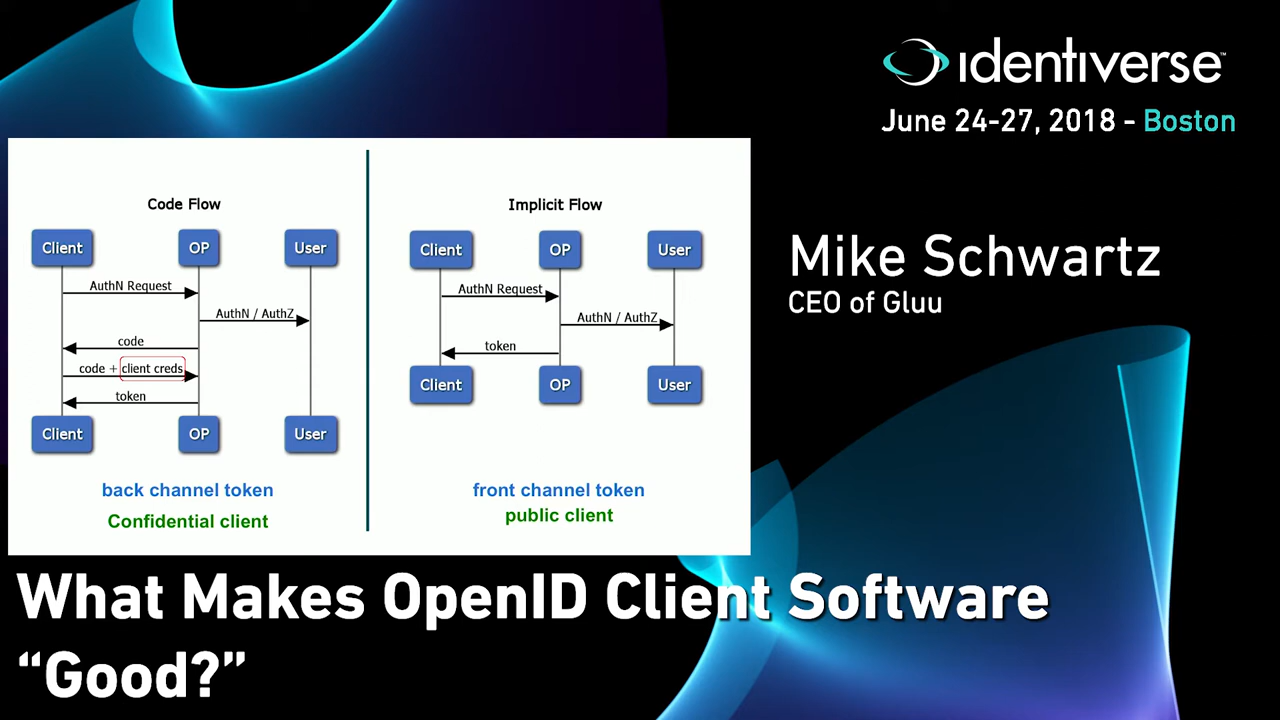 identiverse™
June 24-27, 2018 - Boston
Code Flow
Client OP User
AuthN Request
AuthN / AuthZ
code
code + client creds
token
Client OP User
back channel token
Confidential client
Implicit Flow
Client OP User
AuthN Request
AuthN / AuthZ
token
Client OP User
front channel token
public client
Mike Schwartz
CEO of Gluu
What Makes OpenID Client Software
“Good?”